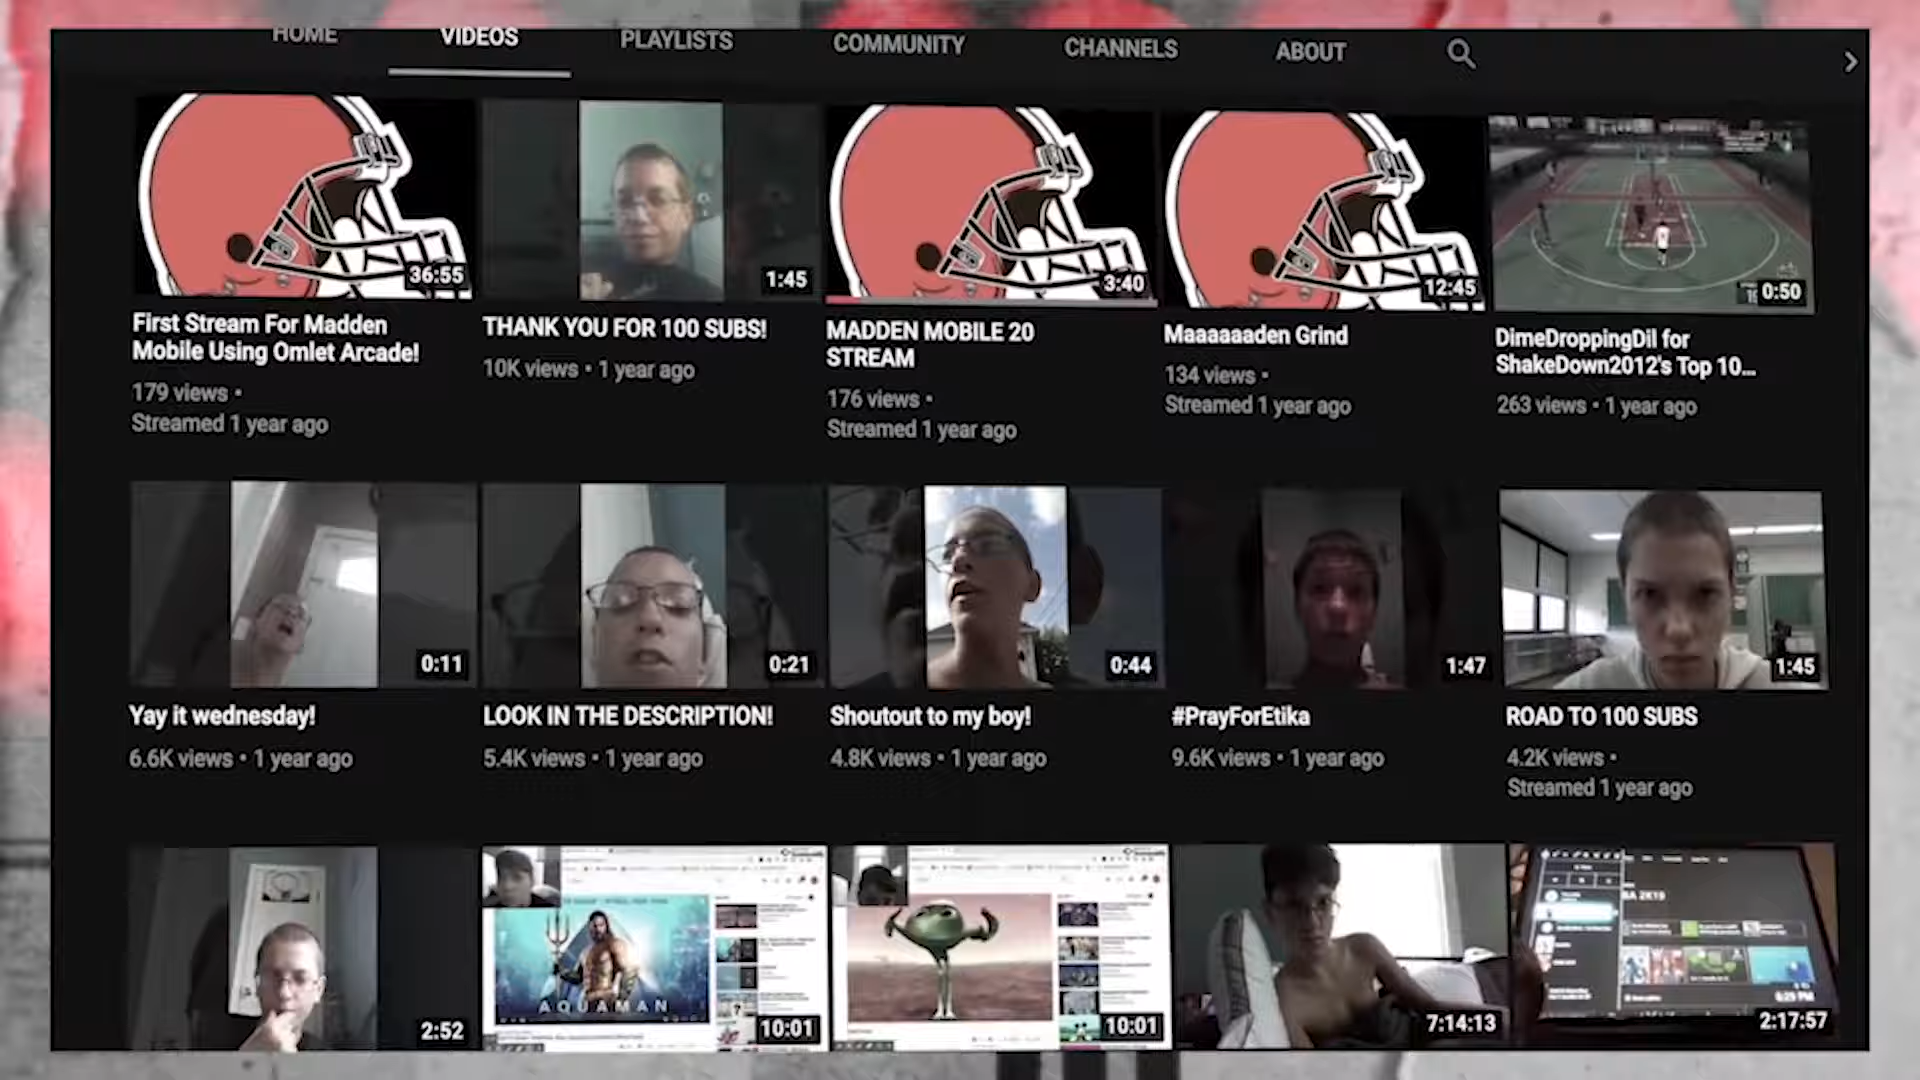 HOME
VIDEOS
PLAYLISTS
COMMUNITY
CHANNELS
ABOUT
36:55
1:45
3:40
12:45
0:50
First Stream For Madden
Mobile Using Omlet Arcade!
179 views •
Streamed 1 year ago
THANK YOU FOR 100 SUBS!
10K views • 1 year ago
MADDEN MOBILE 20
STREAM
176 views •
Streamed 1 year ago
Maaaaaaden Grind
134 views •
Streamed 1 year ago
DimeDroppingDil for
ShakeDown2012's Top 10...
263 views • 1 year ago
0:11
0:21
0:44
1:47
1:45
Yay it wednesday!
6.6K views • 1 year ago
LOOK IN THE DESCRIPTION!
5.4K views • 1 year ago
Shoutout to my boy!
4.8K views • 1 year ago
#PrayForEtika
9.6K views • 1 year ago
ROAD TO 100 SUBS
4.2K views •
Streamed 1 year ago
2:52
AQUAMAN
10:01
10:01
7:14:13
2K19
2:17:57